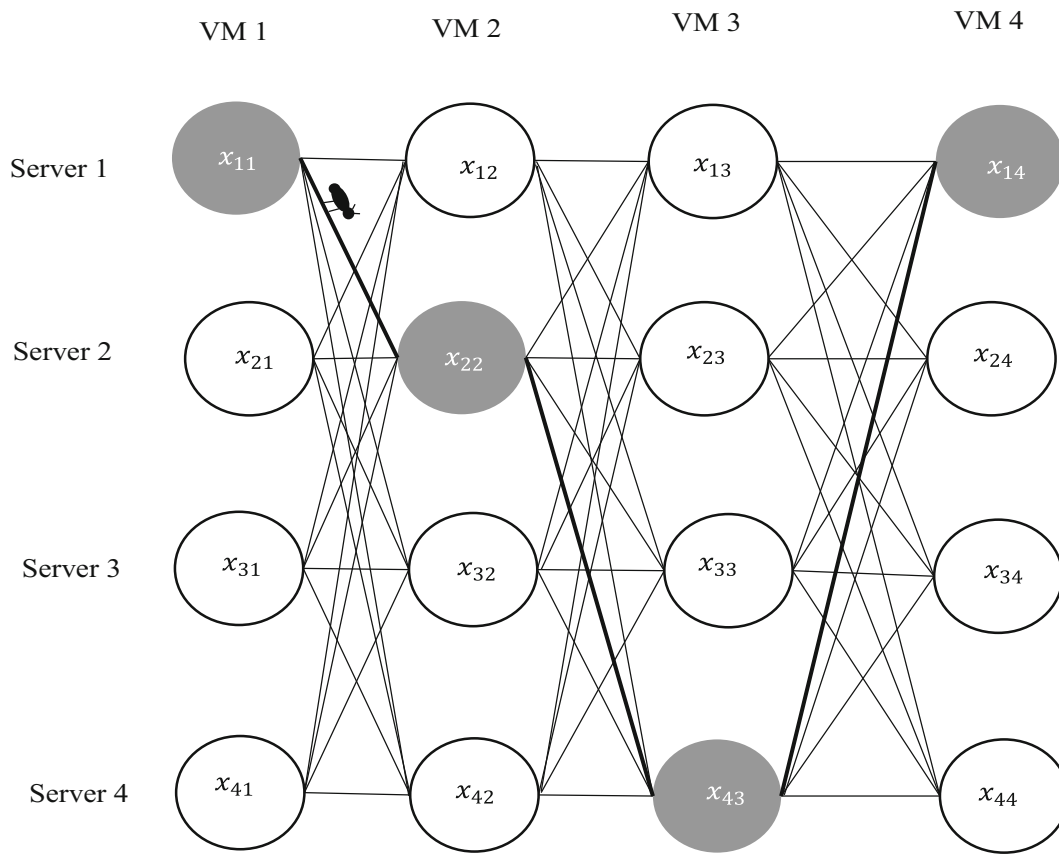 VM 1 VM 2 VM 3 VM 4
Server 1 x₁₁ x₁₂ x₁₃ x₁₄
Server 2 x₂₁ x₂₂ x₂₃ x₂₄
Server 3 x₃₁ x₃₂ x₃₃ x₃₄
Server 4 x₄₁ x₄₂ x₄₃ x₄₄